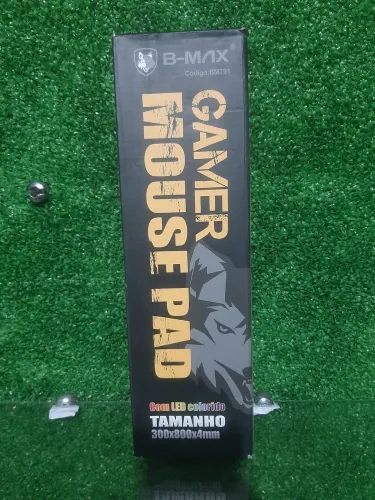 B-MAX
Código:BM791
GAMER
MOUSE PAD
Com LED colorido
TAMANHO
300x800x4mm